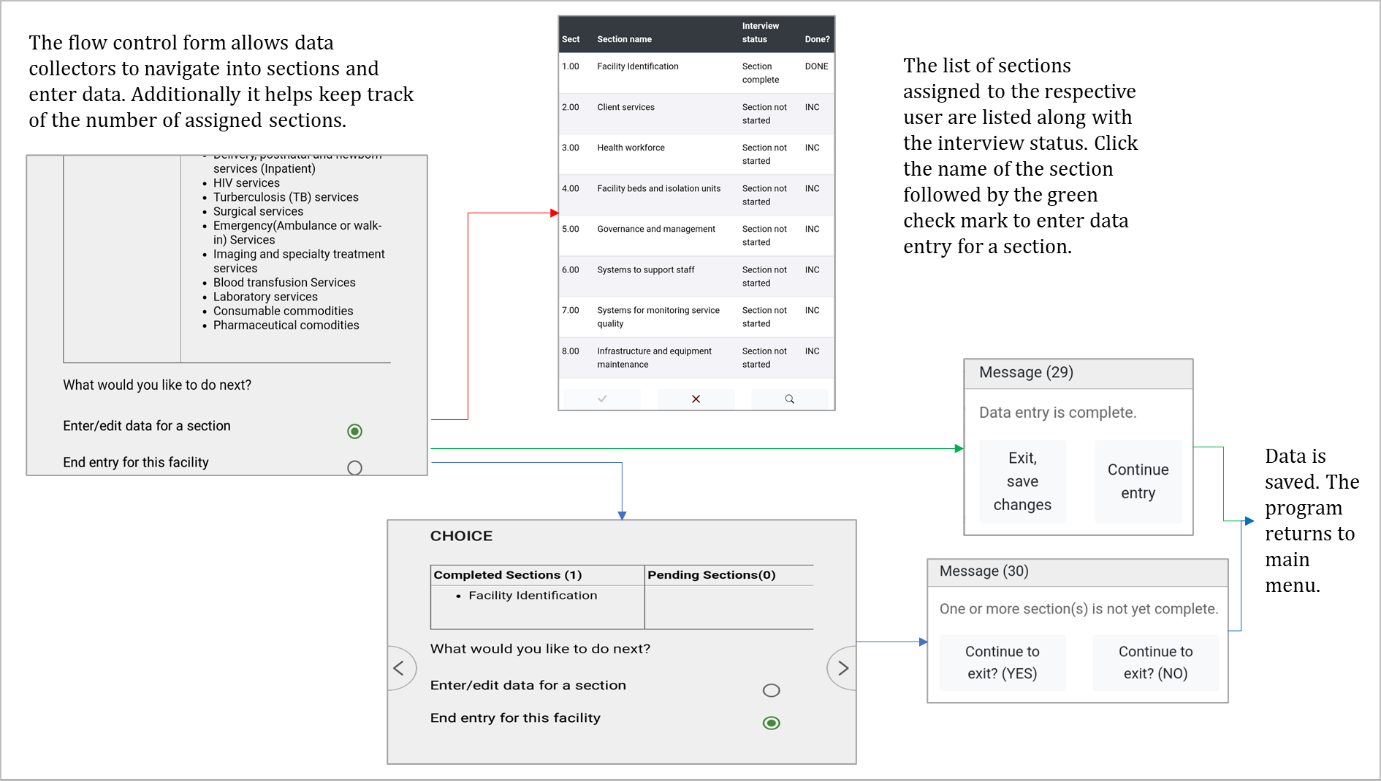 The flow control form allows data
collectors to navigate into sections and
enter data. Additionally it helps keep track
of the number of assigned sections.
• Delivery, postnatal and newborn
services (Inpatient)
• HIV services
• Turberculosis (TB) services
• Surgical services
• Emergency(Ambulance or walk-
in) Services
• Imaging and specialty treatment
services
• Blood transfusion Services
• Laboratory services
• Consumable commodities
• Pharmaceutical comodities
What would you like to do next?
Enter/edit data for a section
End entry for this facility
Sect Section name Interview status Done?
1.00 Facility Identification Section complete DONE
2.00 Client services Section not started INC
3.00 Health workforce Section not started INC
4.00 Facility beds and isolation units Section not started INC
5.00 Governance and management Section not started INC
6.00 Systems to support staff Section not started INC
7.00 Systems for monitoring service quality Section not started INC
8.00 Infrastructure and equipment maintenance Section not started INC
The list of sections
assigned to the respective
user are listed along with
the interview status. Click
the name of the section
followed by the green
check mark to enter data
entry for a section.
Message (29)
Data entry is complete.
Exit,
save
changes
Continue
entry
CHOICE
Completed Sections (1) Pending Sections(0)
• Facility Identification
What would you like to do next?
Enter/edit data for a section
End entry for this facility
Message (30)
One or more section(s) is not yet complete.
Continue to
exit? (YES)
Continue to
exit? (NO)
Data is
saved. The
program
returns to
main
menu.